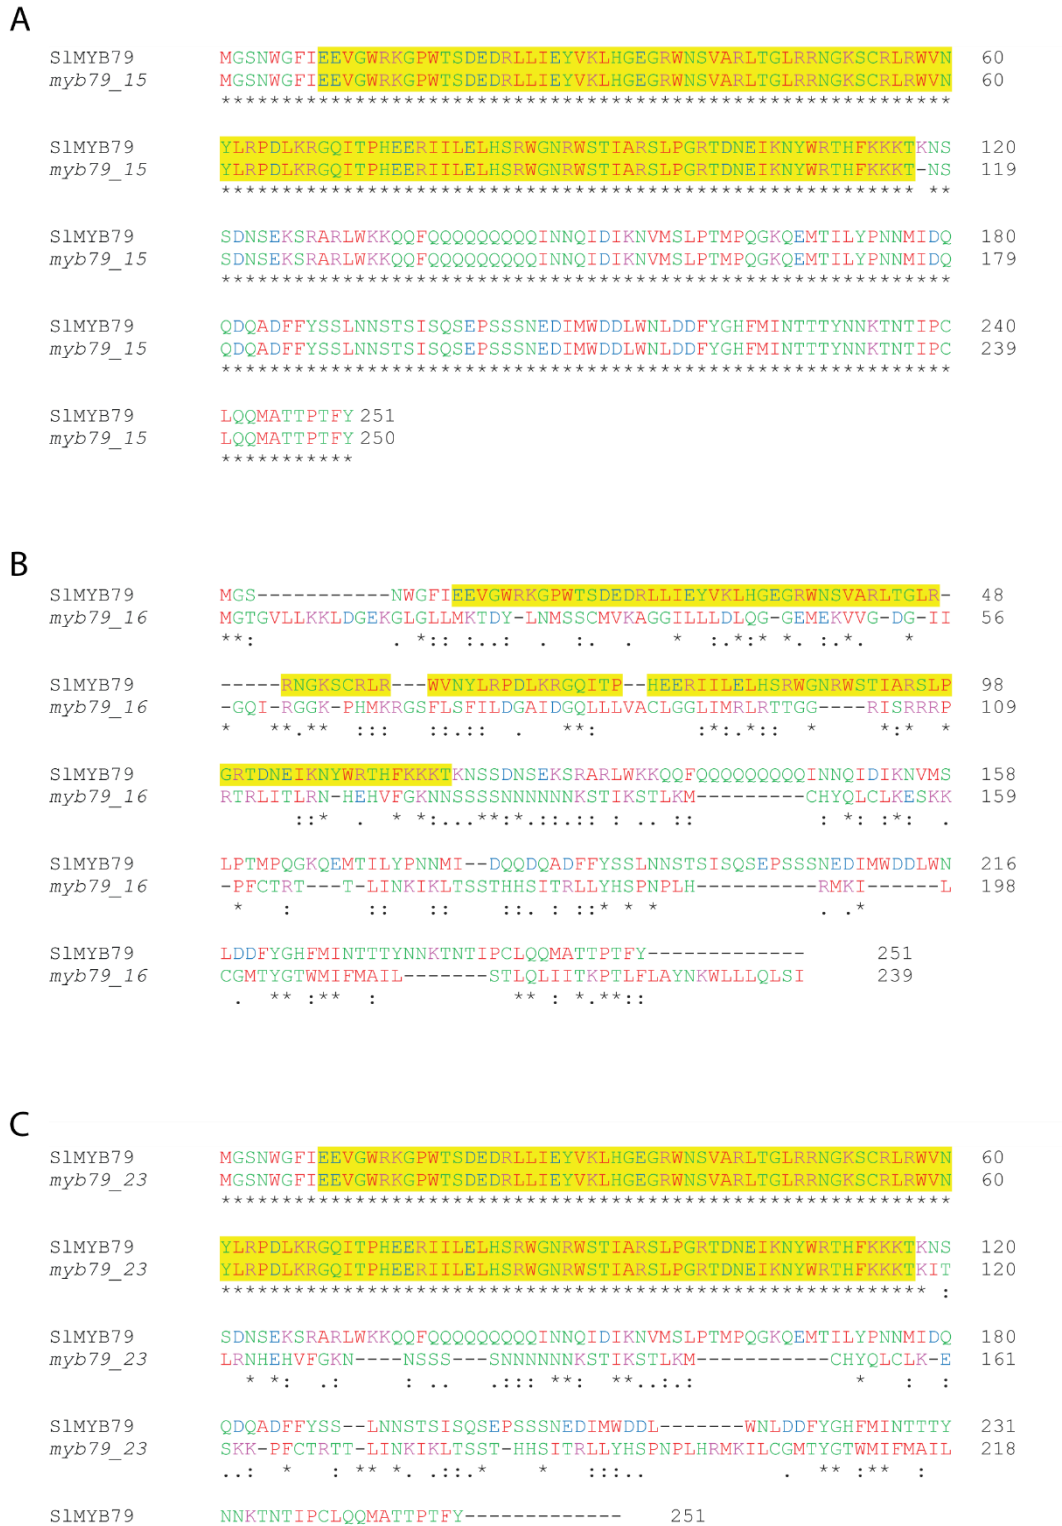 A
SlMYB79 MGSNWGFIEEVGWRKGPWTSDEDRLLIEYVKLHGEGRWNSVARLTGLRRNGKSCRLRWVN 60
myb79_15 MGSNWGFIEEVGWRKGPWTSDEDRLLIEYVKLHGEGRWNSVARLTGLRRNGKSCRLRWVN 60
************************************************************
SlMYB79 YLRPDLKRGQITPHEERIILELHSRWGNRWSTIARSLPGRTDNEIKNYWRTHFKKKTKNS 120
myb79_15 YLRPDLKRGQITPHEERIILELHSRWGNRWSTIARSLPGRTDNEIKNYWRTHFKKKT-NS 119
********************************************************* **
SlMYB79 SDNSEKSRARLWKKQQFQQQQQQQQQINNQIDIKNVMSLPTMPQGKQEMTILYPNNMIDQ 180
myb79_15 SDNSEKSRARLWKKQQFQQQQQQQQQINNQIDIKNVMSLPTMPQGKQEMTILYPNNMIDQ 179
************************************************************
SlMYB79 QDQADFFYSSLNNSTSISQSEPSSSNEDIMWDDLWNLDDFYGHFMINTTTYNNKTNTIPC 240
myb79_15 QDQADFFYSSLNNSTSISQSEPSSSNEDIMWDDLWNLDDFYGHFMINTTTYNNKTNTIPC 239
************************************************************
SlMYB79 LQQMATTPTFY 251
myb79_15 LQQMATTPTFY 250
***********
B
SlMYB79 MGS-----------NWGFIEEVGWRKGPWTSDEDRLLIEYVKLHGEGRWNSVARLTGLR- 48
myb79_16 MGTGVLLKKLDGEKGLGLLMKTDY-LNMSSCMVKAGGILLLDLQG-GEMEKVVG-DG-II 56
**:           . *:: :..:  .  .   *  :.:* *. :.:*.   *
SlMYB79 -----RNGKSCRLR---WVNYLRPDLKRGQITP--HEERIILELHSRWGNRWSTIARSLP 98
myb79_16 -GQI-RGGK-PHMKRGSFLSFILDGAIDGQLLLVACLGGLIMRLRTTGG----RISRRRP 109
*   **.**  :::  ::.::  .   **:        :*:.*::  *     *:*  *
SlMYB79 GRTDNEIKNYWRTHFKKKTKNSSDNSEKSRARLWKKQQFQQQQQQQQQINNQIDIKNVMS 158
myb79_16 RTRLITLRN-HEHVFGKNNSSSSNNNNNNKSTIKSTLKM---------CHYQLCLKESKK 159
::*  .  * *:...**:*.::.:: : .. ::          : *: :*:  .
SlMYB79 LPTMPQGKQEMTILYPNNMI--DQQDQADFFYSSLNNSTSISQSEPSSSNEDIMWDDLWN 216
myb79_16 -PFCTRT---T-LINKIKLTSSTHHSITRLLYHSPNPLH----------RMKI------L 198
*   :      ::   ::    ::. ::** * *             . .*
SlMYB79 LDDFYGHFMINTTTYNNKTNTIPCLQQMATTPTFY------------- 251
myb79_16 CGMTYGTWMIFMAIL-------STLQLIITKPTLFLAYNKWLLLQLSI 239
.  ** :**  :           ** : *.**::
C
SlMYB79 MGSNWGFIEEVGWRKGPWTSDEDRLLIEYVKLHGEGRWNSVARLTGLRRNGKSCRLRWVN 60
myb79_23 MGSNWGFIEEVGWRKGPWTSDEDRLLIEYVKLHGEGRWNSVARLTGLRRNGKSCRLRWVN 60
************************************************************
SlMYB79 YLRPDLKRGQITPHEERIILELHSRWGNRWSTIARSLPGRTDNEIKNYWRTHFKKKTKNS 120
myb79_23 YLRPDLKRGQITPHEERIILELHSRWGNRWSTIARSLPGRTDNEIKNYWRTHFKKKTKIT 120
********************************************************** :
SlMYB79 SDNSEKSRARLWKKQQFQQQQQQQQQINNQIDIKNVMSLPTMPQGKQEMTILYPNNMIDQ 180
myb79_23 LRNHEHVFGKN----NSSS---SNNNNNNKSTIKSTLKM-----------CHYQLCLK-E 161
* *:  .:     : ..   .::: **:  **..:.:             *   :  :
SlMYB79 QDQADFFYSS--LNNSTSISQSEPSSSNEDIMWDDL-------WNLDDFYGHFMINTTTY 231
myb79_23 SKK-PFCTRTT-LINKIKLTSST-HHSITRLLYHSPNPLHRMKILCGMTYGTWMIFMAIL 218
..:  *   :  ** *. .::.*    *   :::..           .  ** :**  :
SlMYB79 NNKTNTIPCLQQMATTPTFY------------- 251